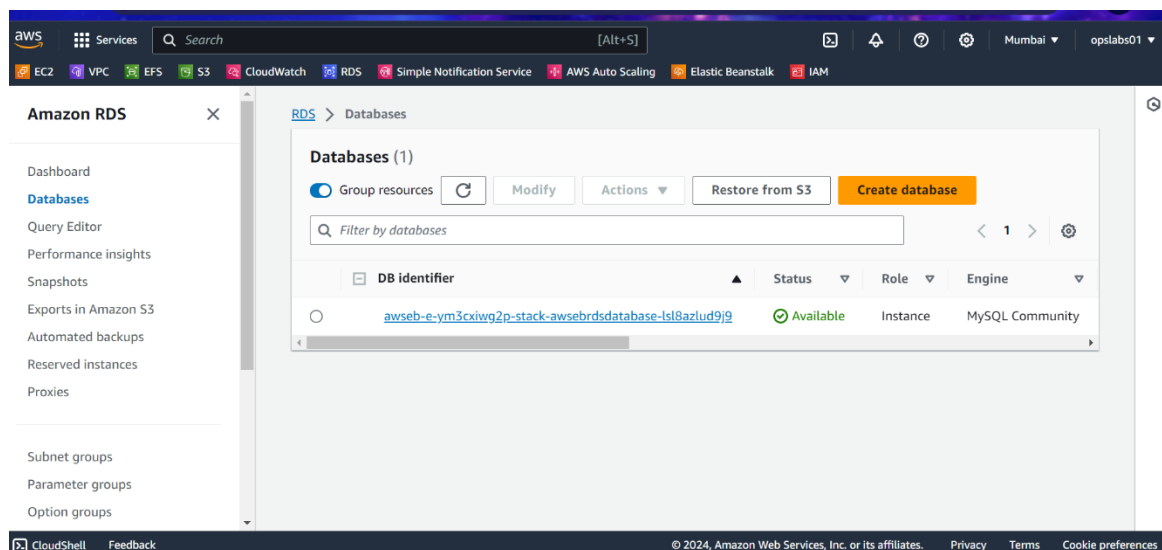 aws Services Search [Alt+S] Mumbai opslabs01
EC2 VPC EFS S3 CloudWatch RDS Simple Notification Service AWS Auto Scaling Elastic Beanstalk IAM
Amazon RDS
Dashboard
Databases
Query Editor
Performance insights
Snapshots
Exports in Amazon S3
Automated backups
Reserved instances
Proxies
Subnet groups
Parameter groups
Option groups
RDS > Databases
Databases (1)
Group resources Modify Actions Restore from S3 Create database
Filter by databases 1
DB identifier Status Role Engine
awseb-e-ym3cxiwg2p-stack-awsebrdsdatabase-lsl8azlud9j9 Available Instance MySQL Community
CloudShell Feedback © 2024, Amazon Web Services, Inc. or its affiliates. Privacy Terms Cookie preferences